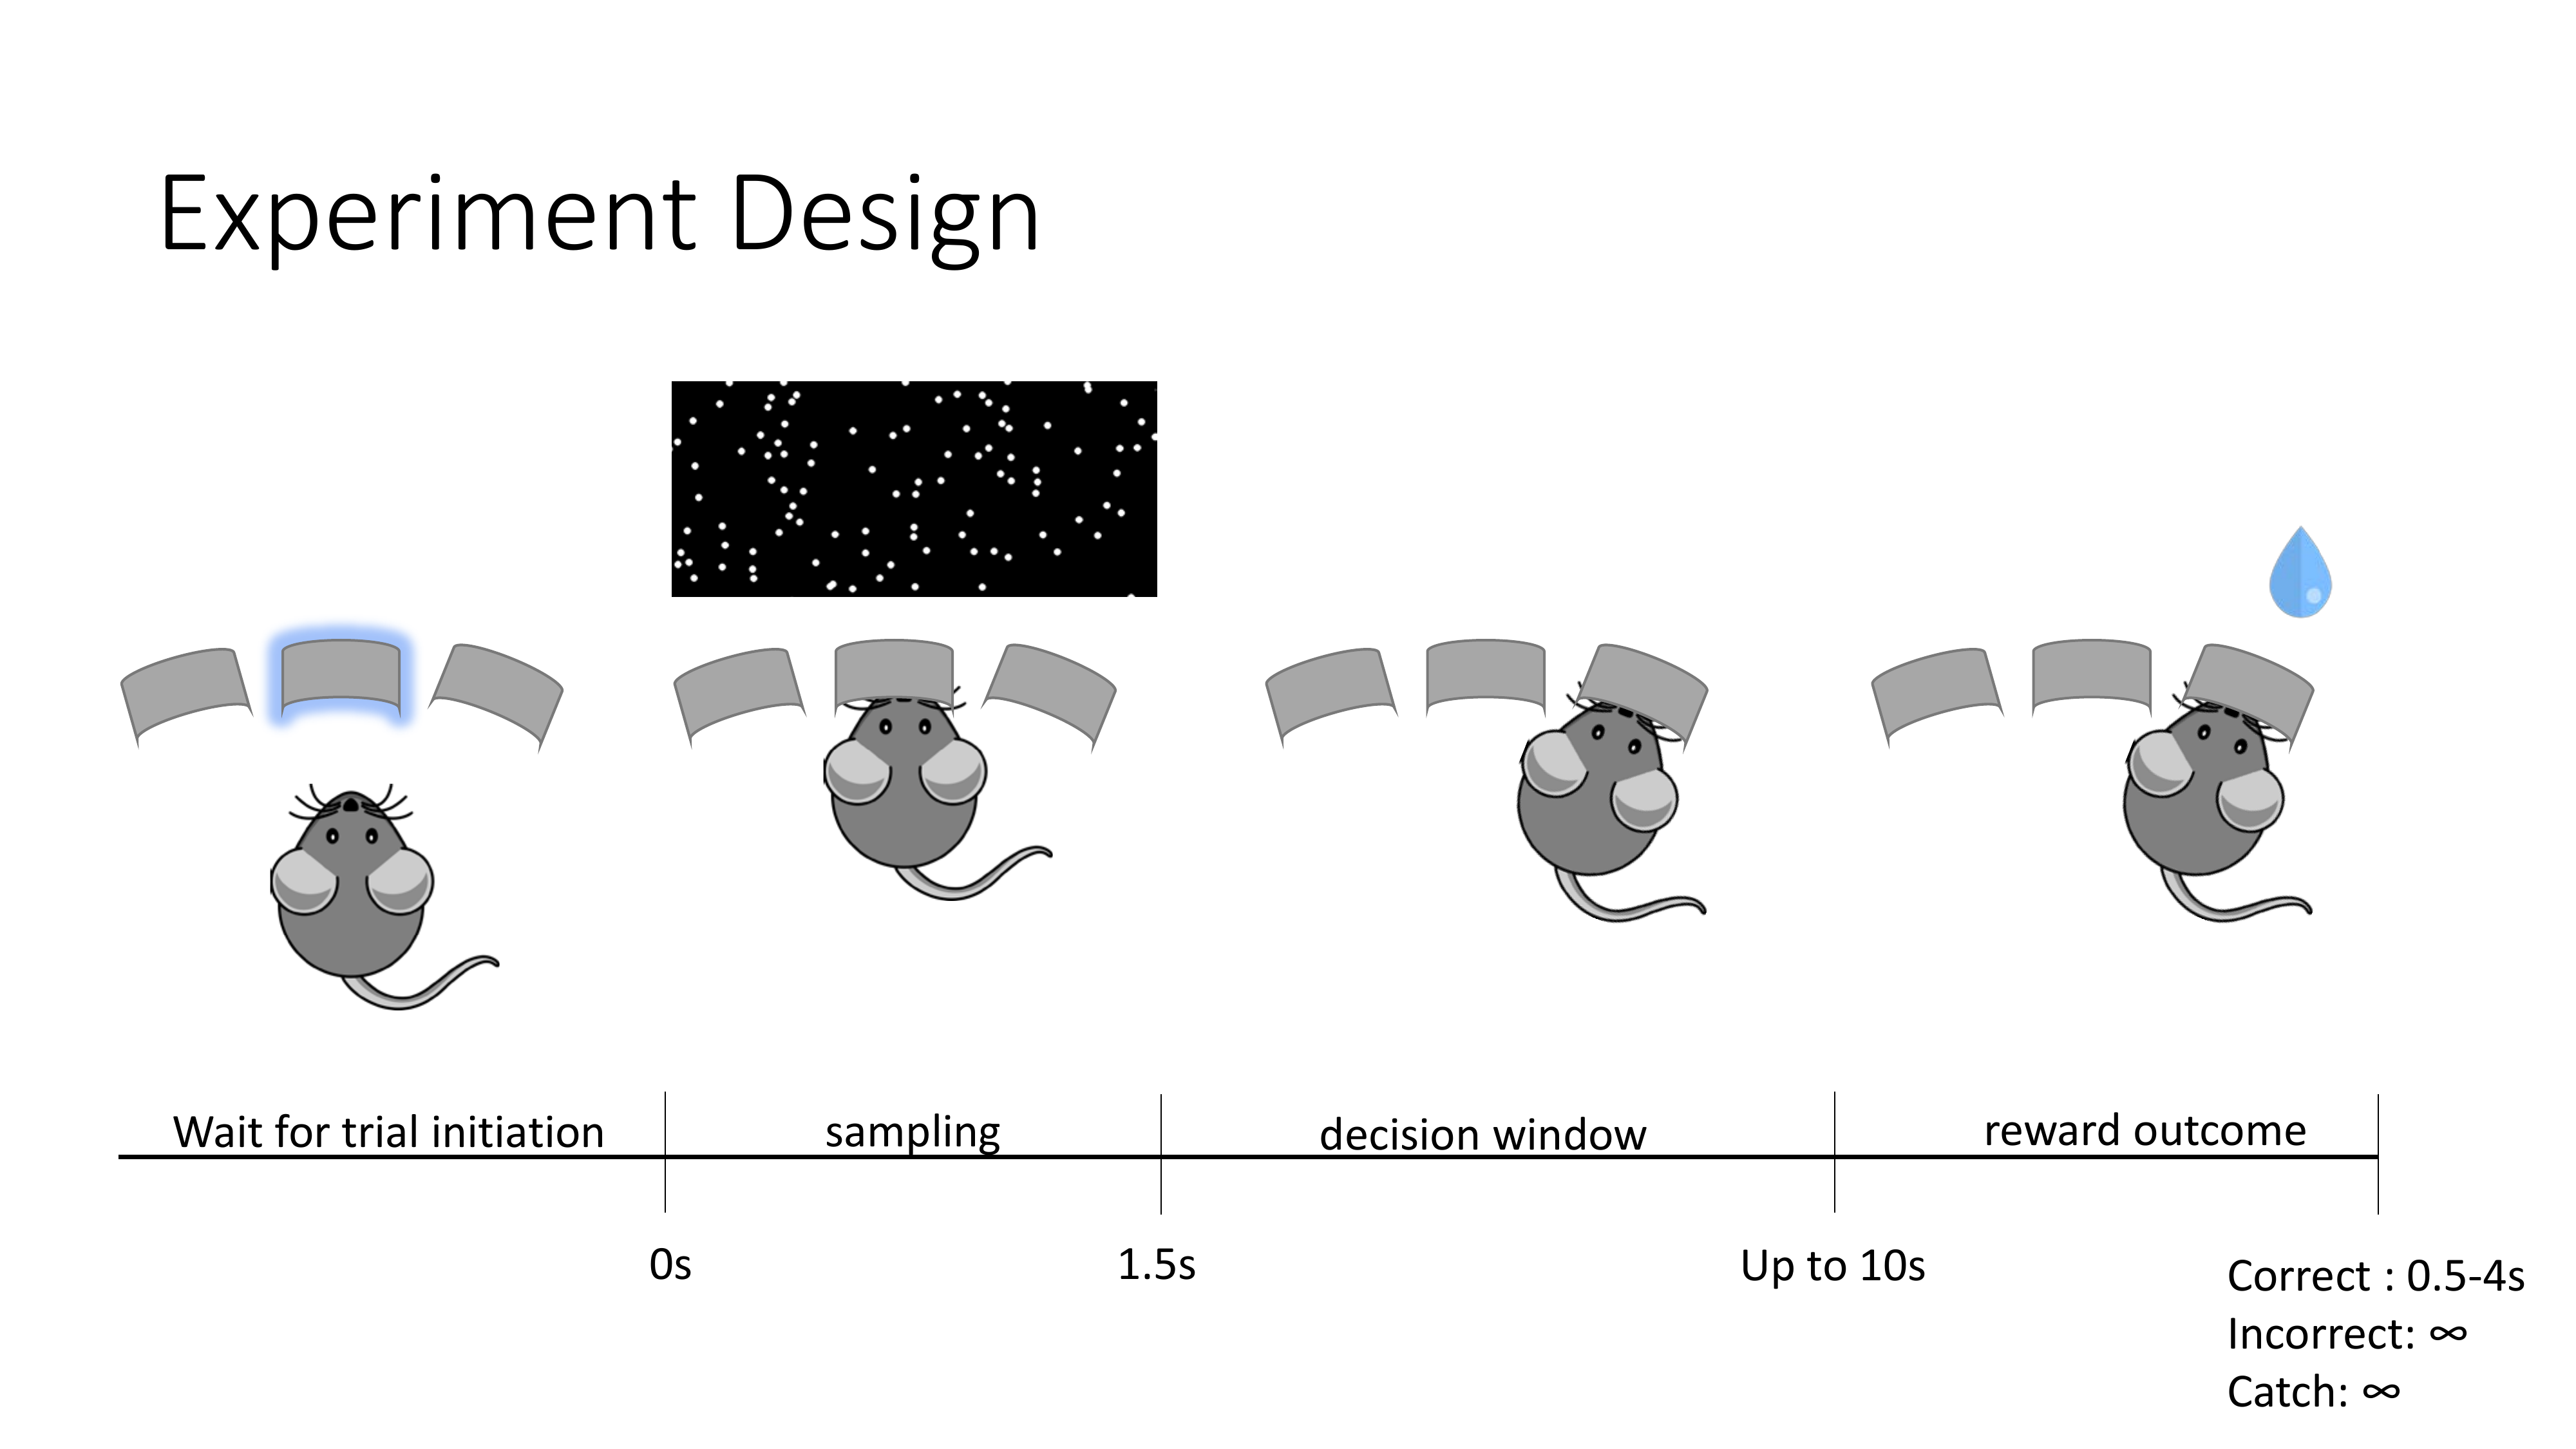 Experiment Design
Wait for trial initiation
sampling
decision window
reward outcome
0s
1.5s
Up to 10s
Correct : 0.5-4s
Incorrect: ∞
Catch: ∞